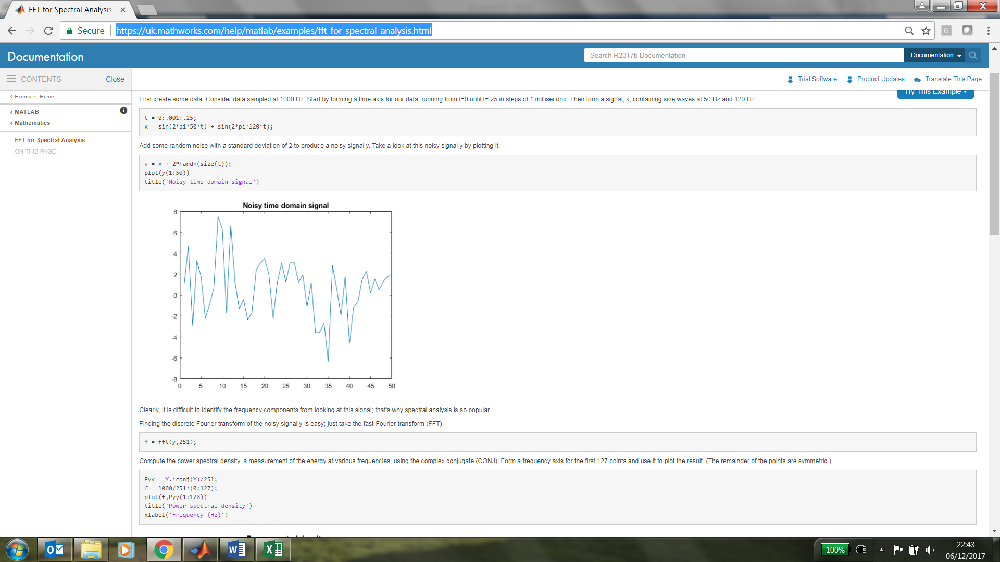 FFT for Spectral Analysis
Secure
https://uk.mathworks.com/help/matlab/examples/fft-for-spectral-analysis.html
G
Documentation
Search R2017b Documentation
Documentation
CONTENTS
Close
Trial Software
Product Updates
Translate This Page
Examples Home
MATLAB
Mathematics
FFT for Spectral Analysis
ON THIS PAGE
Try This Example
First create some data. Consider data sampled at 1000 Hz. Start by forming a time axis for our data, running from t=0 until t=.25 in steps of 1 millisecond. Then form a signal, x, containing sine waves at 50 Hz and 120 Hz.
t = 0:.001:.25;
x = sin(2*pi*50*t) + sin(2*pi*120*t);
Add some random noise with a standard deviation of 2 to produce a noisy signal y. Take a look at this noisy signal y by plotting it.
y = x + 2*randn(size(t));
plot(y(1:50))
title('Noisy time domain signal')
Noisy time domain signal
8
6
4
2
0
-2
-4
-6
-8
0 5 10 15 20 25 30 35 40 45 50
Clearly, it is difficult to identify the frequency components from looking at this signal; that's why spectral analysis is so popular.
Finding the discrete Fourier transform of the noisy signal y is easy; just take the fast-Fourier transform (FFT).
Y = fft(y,251);
Compute the power spectral density, a measurement of the energy at various frequencies, using the complex conjugate (CONJ). Form a frequency axis for the first 127 points and use it to plot the result. (The remainder of the points are symmetric.)
Pyy = Y.*conj(Y)/251;
f = 1000/251*(0:127);
plot(f,Pyy(1:128))
title('Power spectral density')
xlabel('Frequency (Hz)')
100%
22:43
06/12/2017